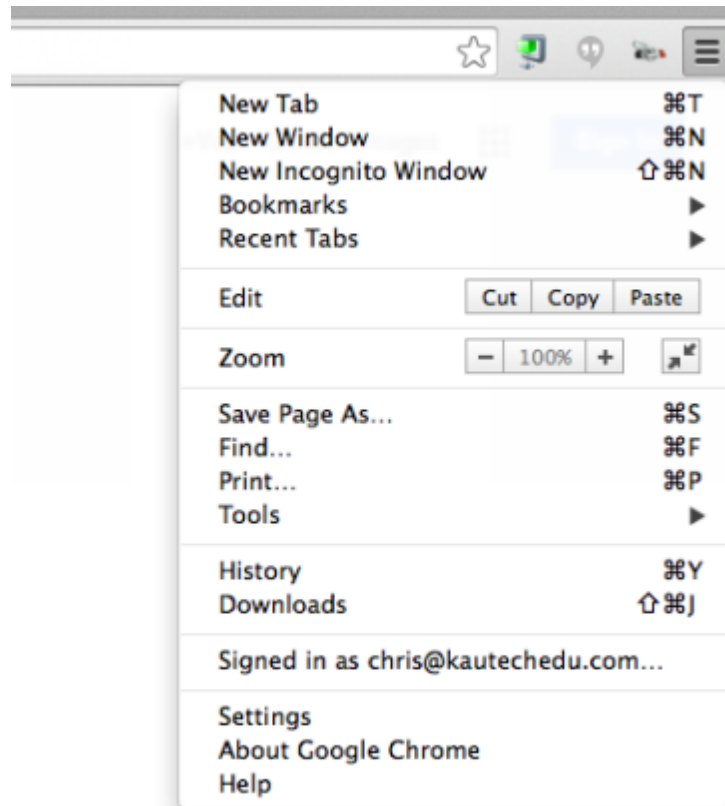 New Tab ⌘T
New Window ⌘N
New Incognito Window ⇧⌘N
Bookmarks ▶
Recent Tabs ▶
Edit Cut Copy Paste
Zoom − 100% +
Save Page As... ⌘S
Find... ⌘F
Print... ⌘P
Tools ▶
History ⌘Y
Downloads ⇧⌘J
Signed in as chris@kautechedu.com...
Settings
About Google Chrome
Help